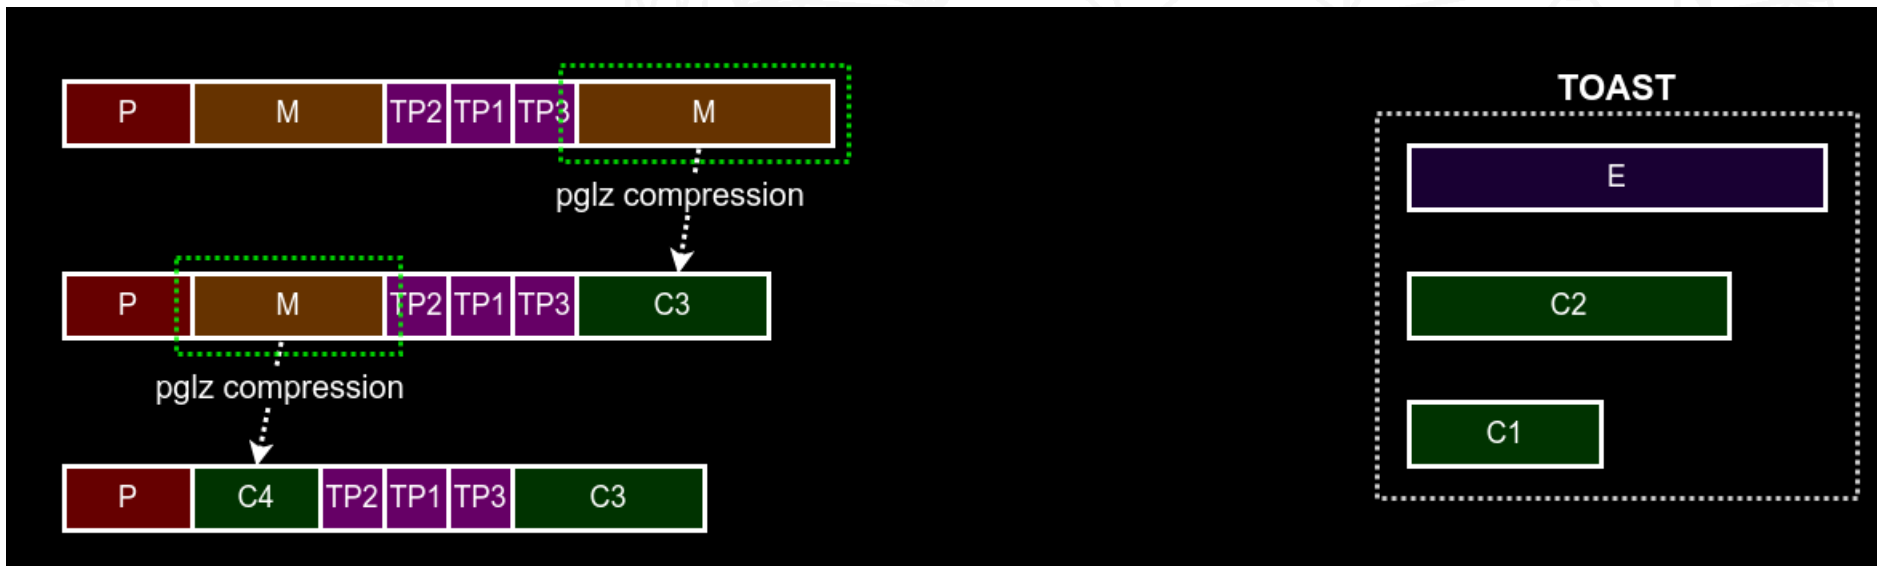 TOAST
P M TP2 TP1 TP3 M
E
pglz compression
P M TP2 TP1 TP3 C3
C2
pglz compression
C1
P C4 TP2 TP1 TP3 C3